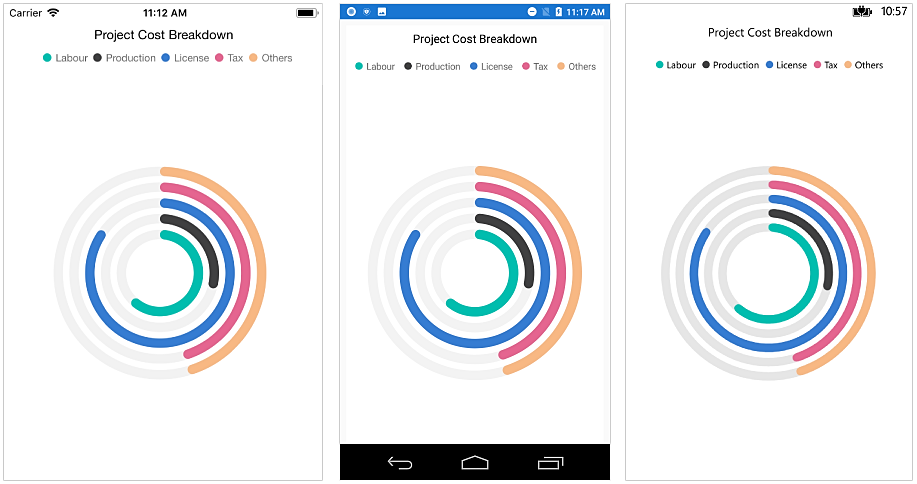 Carrier 11:12 AM
Project Cost Breakdown
Labour Production License Tax Others
11:17 AM
Project Cost Breakdown
Labour Production License Tax Others
10:57
Project Cost Breakdown
Labour Production License Tax Others